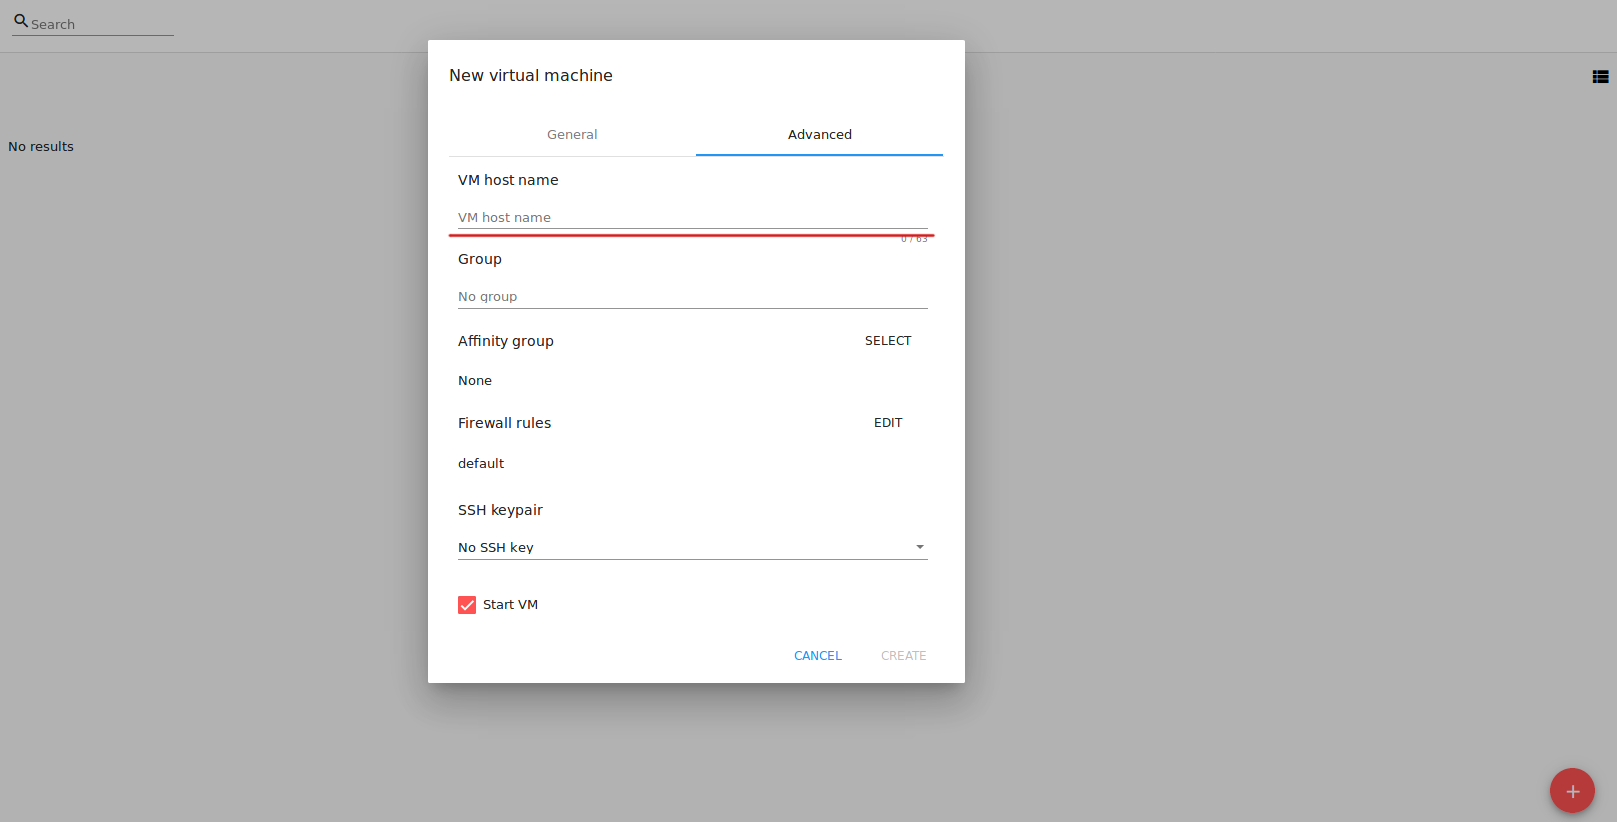 Search
New virtual machine
General Advanced
No results
VM host name
VM host name
0 / 63
Group
No group
Affinity group SELECT
None
Firewall rules EDIT
default
SSH keypair
No SSH key
Start VM
CANCEL CREATE